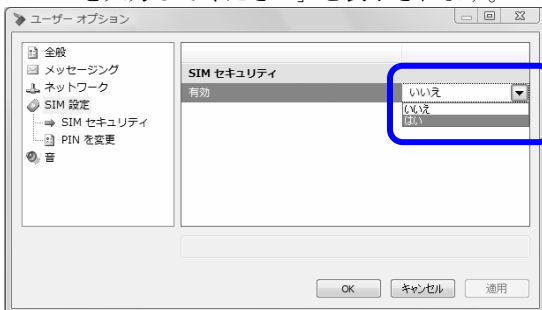 ユーザー オプション
全般
メッセージング
ネットワーク
SIM 設定
SIM セキュリティ
PIN を変更
音
SIM セキュリティ
有効
いいえ
いいえ
はい
OK
キャンセル
適用